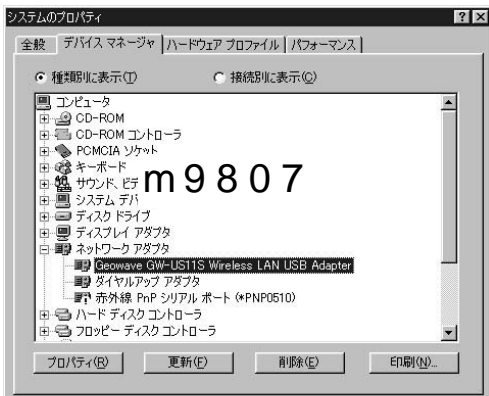 システムのプロパティ
全般 デバイス マネージャ ハードウェア プロファイル パフォーマンス
種類別に表示(T) 接続別に表示(C)
コンピュータ
CD-ROM
CD-ROM コントローラ
PCMCIA ソケット
キーボード
サウンド、ビデ
m9807
システム デバ
ディスク ドライブ
ディスプレイ アダプタ
ネットワーク アダプタ
Geowave GW-US11S Wireless LAN USB Adapter
ダイヤルアップ アダプタ
赤外線 PnP シリアル ポート (*PNP0510)
ハード ディスク コントローラ
フロッピー ディスク コントローラ
プロパティ(R) 更新(F) 削除(E) 印刷(N)...